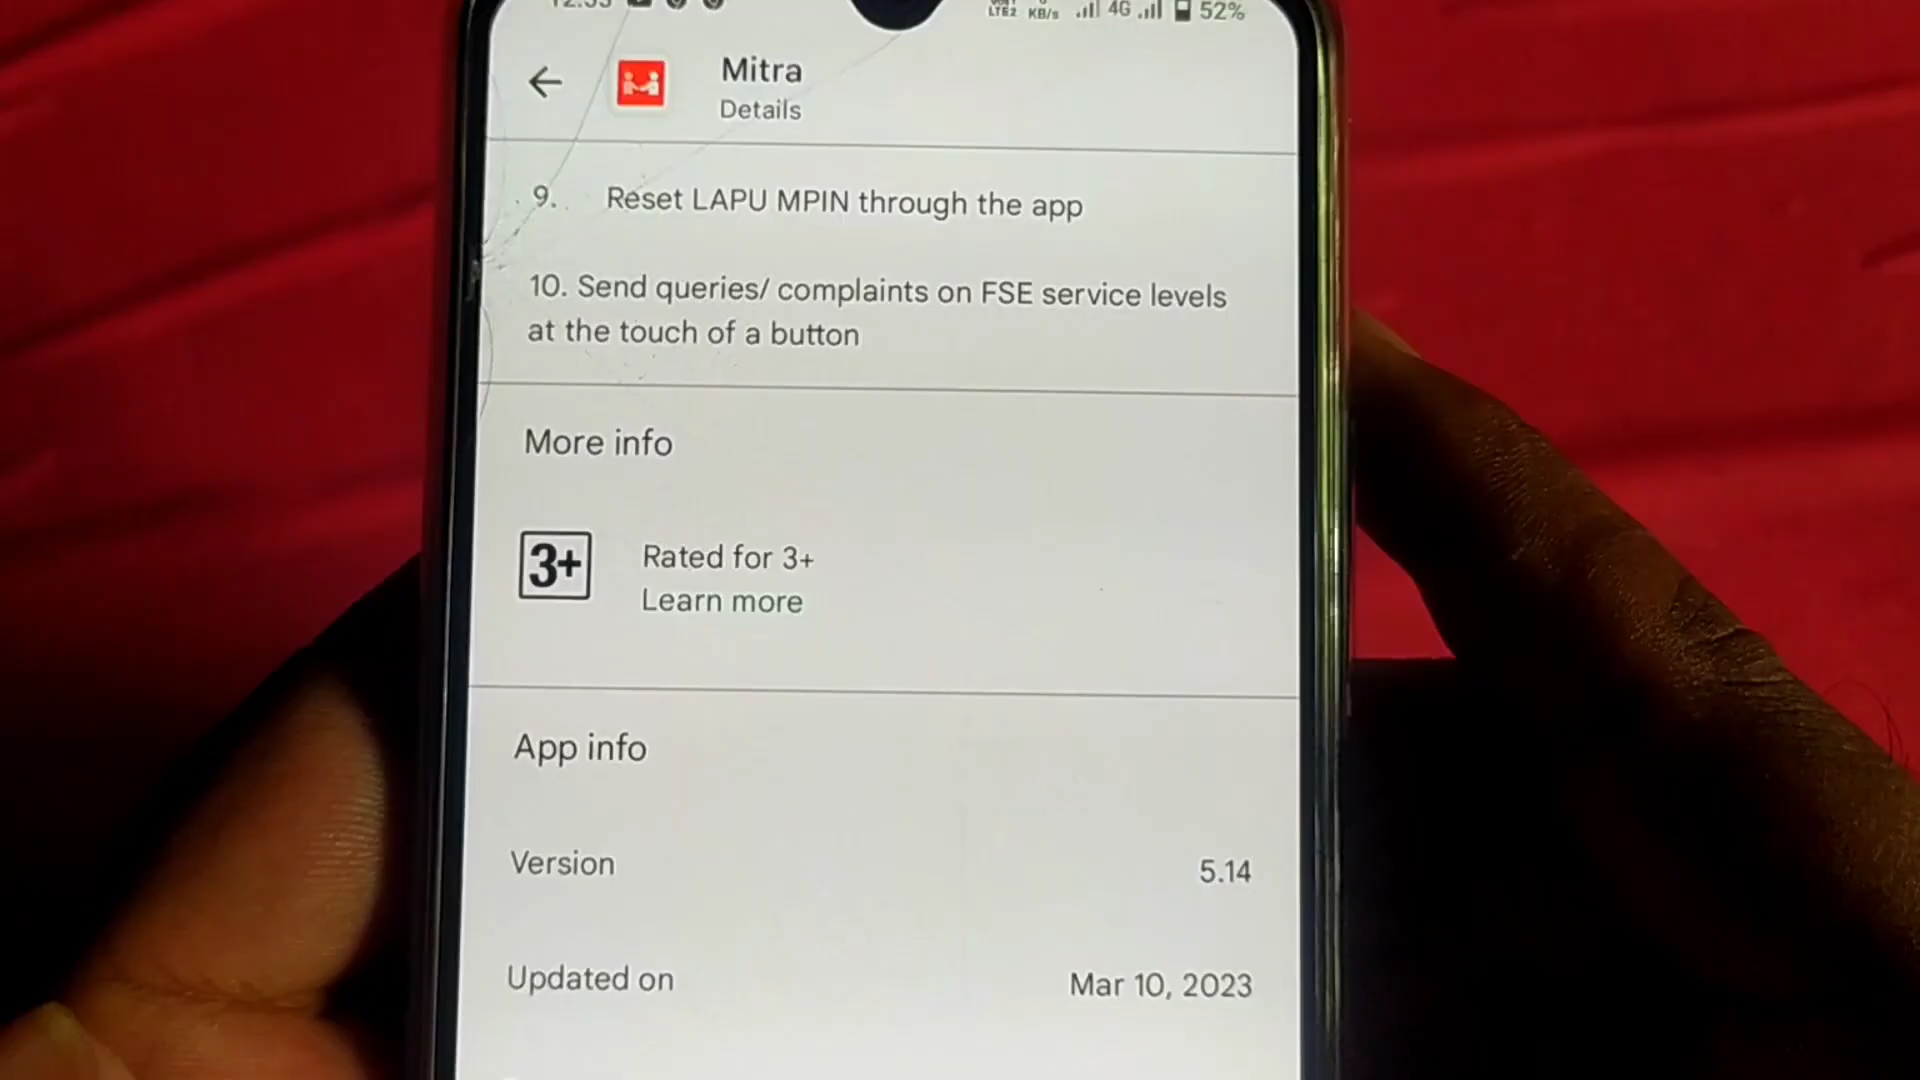 LTE2 KB/s 4G 52%
Mitra
Details
9. Reset LAPU MPIN through the app
10. Send queries/ complaints on FSE service levels
at the touch of a button
More info
3+ Rated for 3+
Learn more
App info
Version 5.14
Updated on Mar 10, 2023